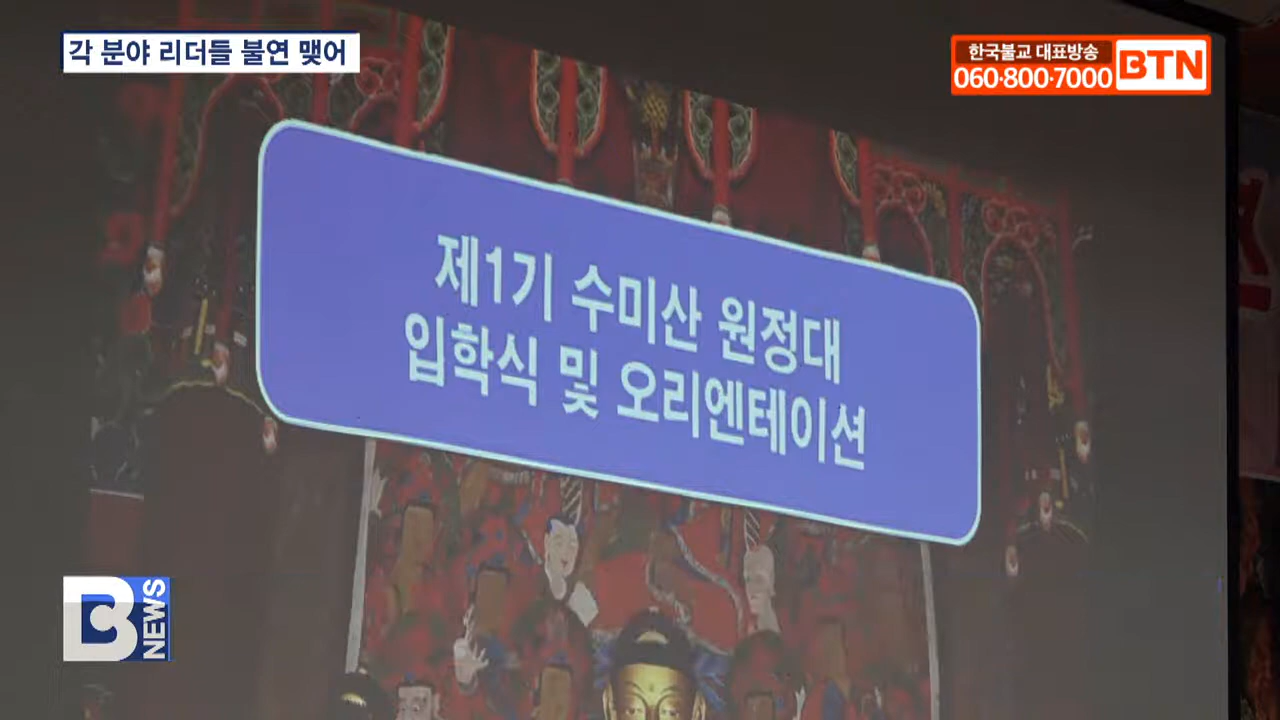 각 분야 리더들 불연 맺어
한국불교 대표방송
060·800·7000 BTN
제1기 수미산 원정대
입학식 및 오리엔테이션
B NEWS